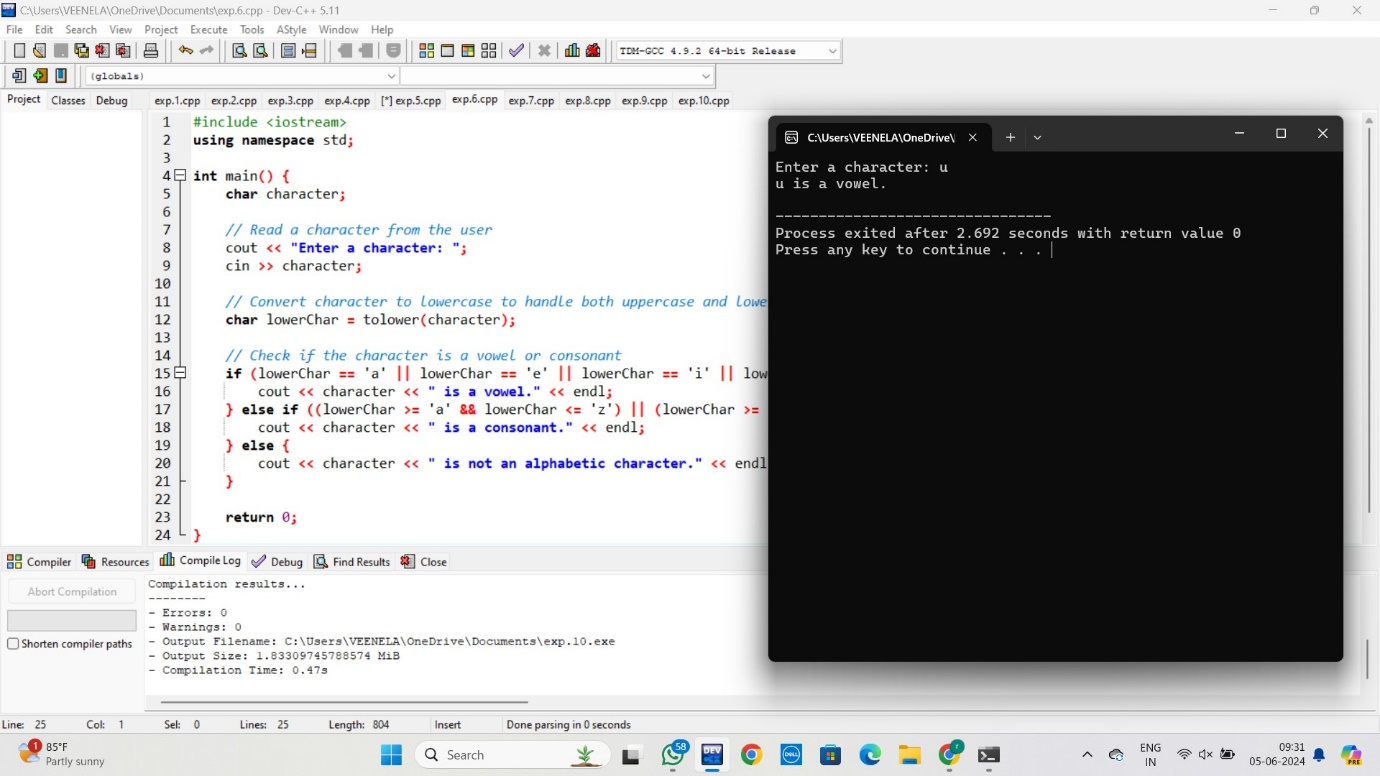 C:\Users\VEENELA\OneDrive\Documents\exp.6.cpp - Dev-C++ 5.11
File Edit Search View Project Execute Tools AStyle Window Help
TDM-GCC 4.9.2 64-bit Release
(globals)
Project Classes Debug
exp.1.cpp exp.2.cpp exp.3.cpp exp.4.cpp [*] exp.5.cpp exp.6.cpp exp.7.cpp exp.8.cpp exp.9.cpp exp.10.cpp
1 #include <iostream>
2 using namespace std;
3
4 int main() {
5 char character;
6
7 // Read a character from the user
8 cout << "Enter a character: ";
9 cin >> character;
10
11 // Convert character to lowercase to handle both uppercase and lowe
12 char lowerChar = tolower(character);
13
14 // Check if the character is a vowel or consonant
15 if (lowerChar == 'a' || lowerChar == 'e' || lowerChar == 'i' || low
16 cout << character << " is a vowel." << endl;
17 } else if ((lowerChar >= 'a' && lowerChar <= 'z') || (lowerChar >=
18 cout << character << " is a consonant." << endl;
19 } else {
20 cout << character << " is not an alphabetic character." << endl
21 }
22
23 return 0;
24 }
C:\Users\VEENELA\OneDrive\
Enter a character: u
u is a vowel.
--------------------------------
Process exited after 2.692 seconds with return value 0
Press any key to continue . . .
Compiler Resources Compile Log Debug Find Results Close
Abort Compilation
Shorten compiler paths
Compilation results...
--------
- Errors: 0
- Warnings: 0
- Output Filename: C:\Users\VEENELA\OneDrive\Documents\exp.10.exe
- Output Size: 1.83309745788574 MiB
- Compilation Time: 0.47s
Line: 25 Col: 1 Sel: 0 Lines: 25 Length: 804 Insert Done parsing in 0 seconds
1
85°F
Partly sunny
Search
58
DEV
DELL
ENG
IN
09:31
05-06-2024
PRE